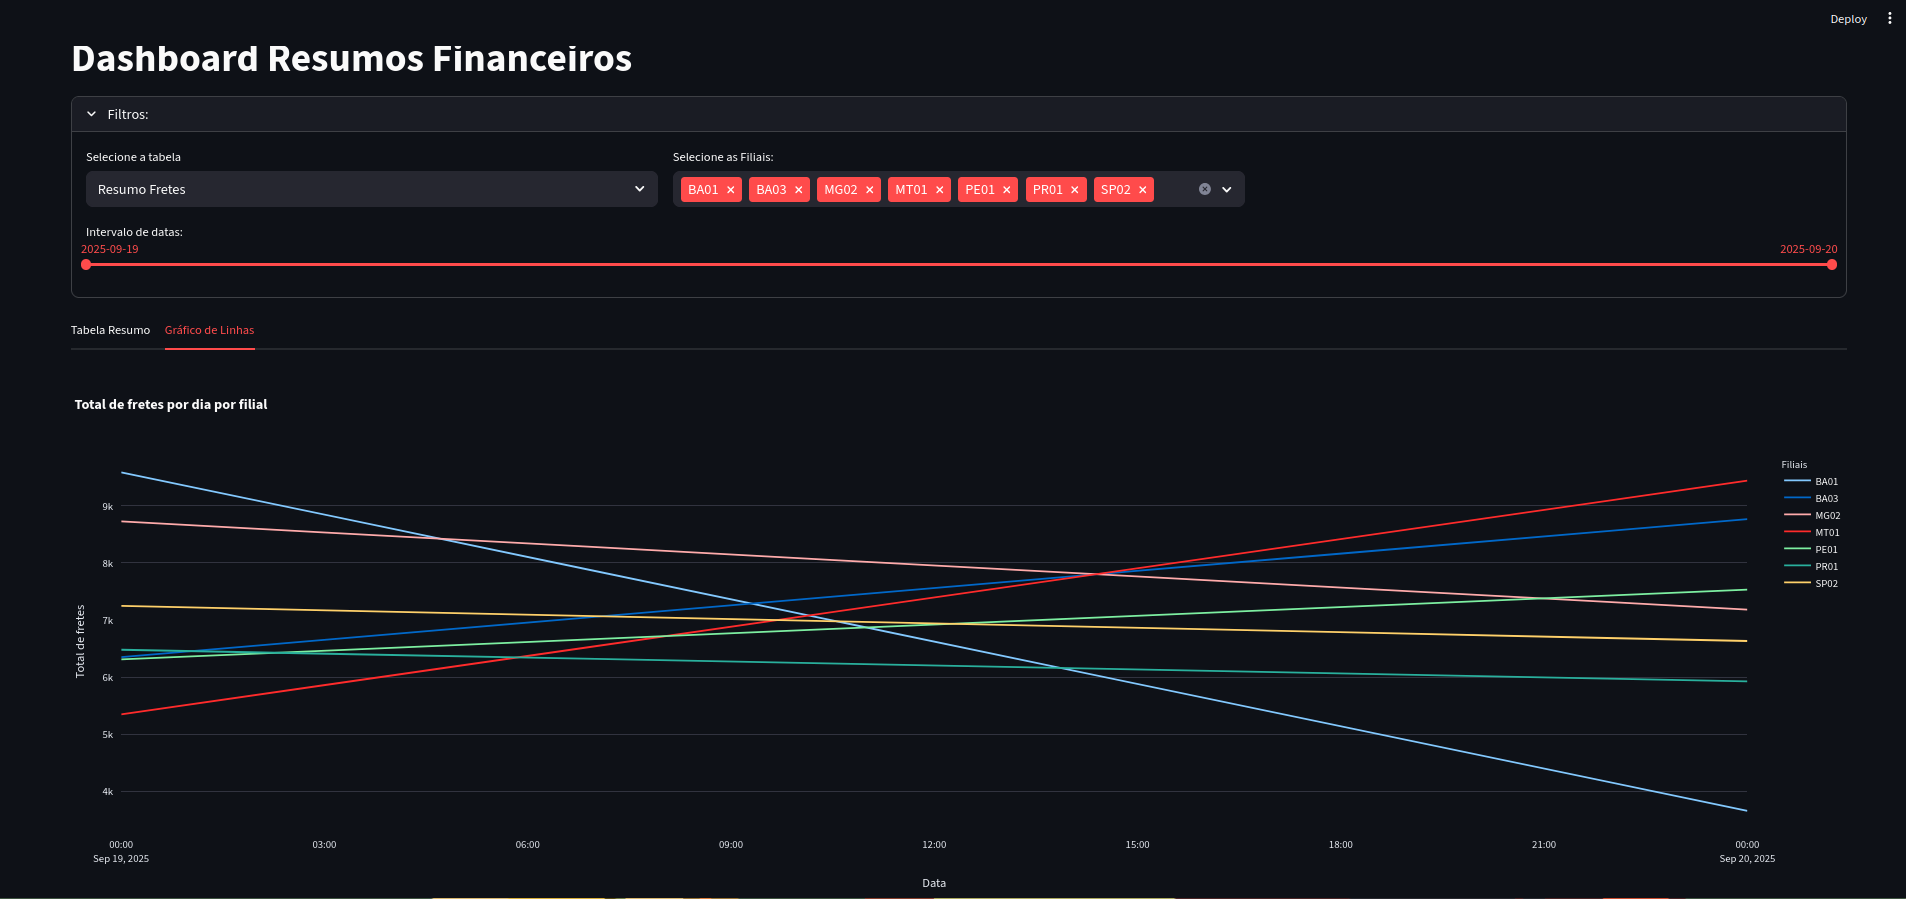 Deploy
Dashboard Resumos Financeiros
Filtros:
Selecione a tabela
Selecione as Filiais:
Resumo Fretes
BA01 BA03 MG02 MT01 PE01 PR01 SP02
Intervalo de datas:
2025-09-19
2025-09-20
Tabela Resumo Gráfico de Linhas
Total de fretes por dia por filial
Total de fretes
9k
8k
7k
6k
5k
4k
00:00 03:00 06:00 09:00 12:00 15:00 18:00 21:00 00:00
Sep 19, 2025 Sep 20, 2025
Data
Filiais
BA01
BA03
MG02
MT01
PE01
PR01
SP02